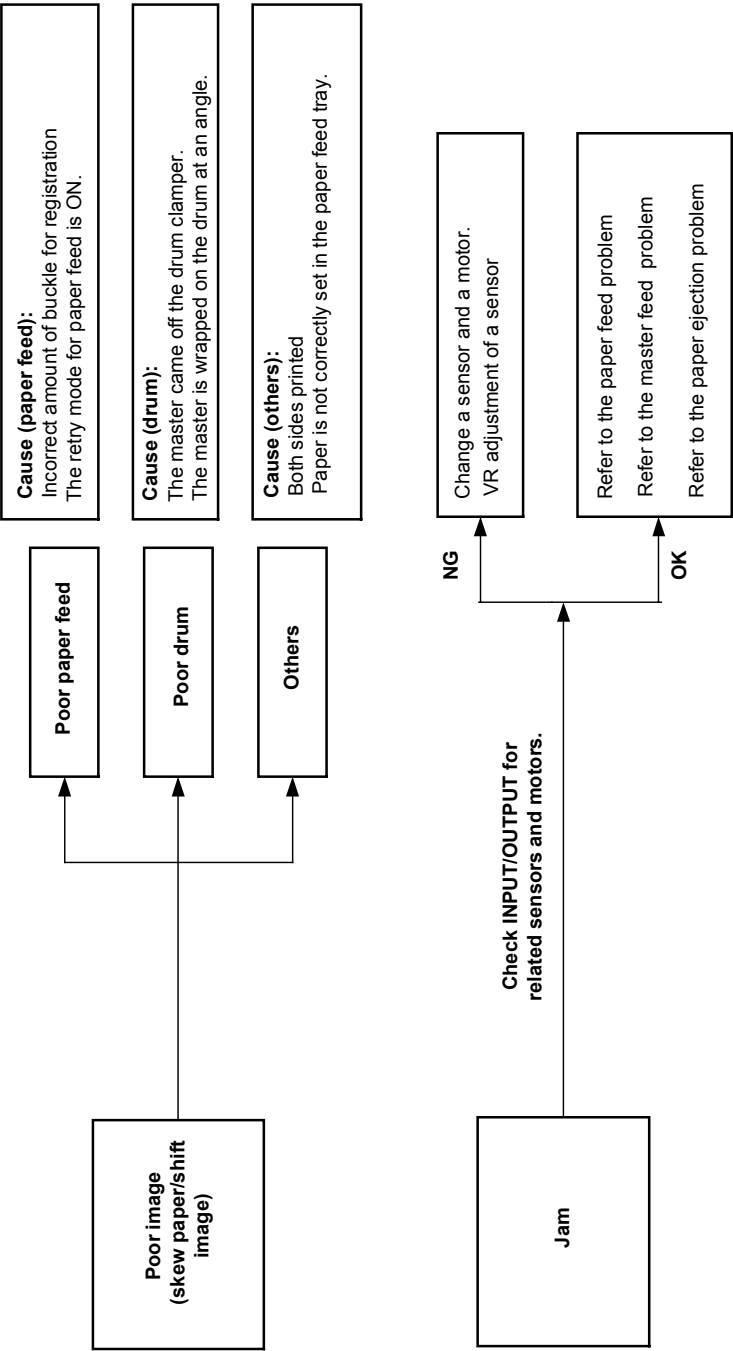 Poor image
(skew paper/shift
image)
Poor paper feed
Cause (paper feed):
Incorrect amount of buckle for registration
The retry mode for paper feed is ON.
Poor drum
Cause (drum):
The master came off the drum clamper.
The master is wrapped on the drum at an angle.
Others
Cause (others):
Both sides printed
Paper is not correctly set in the paper feed tray.
Jam
Check INPUT/OUTPUT for
related sensors and motors.
NG
Change a sensor and a motor.
VR adjustment of a sensor
OK
Refer to the paper feed problem
Refer to the master feed problem
Refer to the paper ejection problem